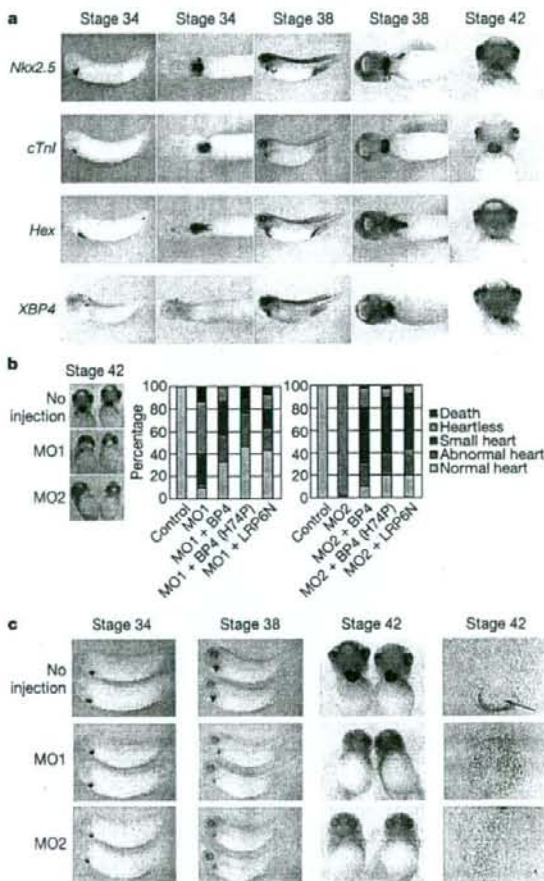 a
Stage 34 Stage 34 Stage 38 Stage 38 Stage 42
Nkx2.5
cTnI
Hex
XBP4
b
Stage 42
No injection
MO1
MO2
Percentage
100
80
60
40
20
0
Control
MO1
MO1 + BP4
MO1 + BP4 (H74P)
MO1 + LRP6N
100
80
60
40
20
0
Control
MO2
MO2 + BP4
MO2 + BP4 (H74P)
MO2 + LRP6N
Death
Heartless
Small heart
Abnormal heart
Normal heart
c
Stage 34 Stage 38 Stage 42 Stage 42
No injection
MO1
MO2